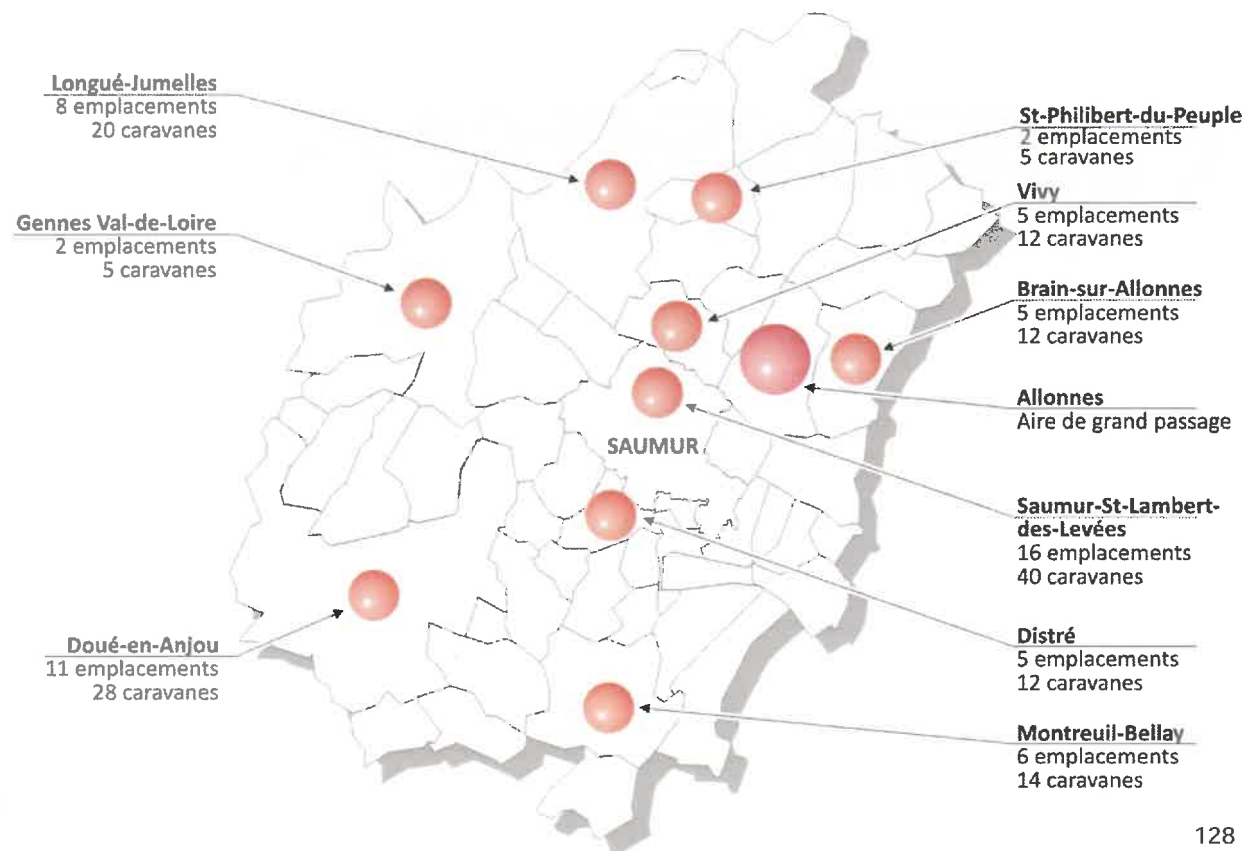 Longué-Jumelles
8 emplacements
20 caravanes
Gennes Val-de-Loire
2 emplacements
5 caravanes
Doué-en-Anjou
11 emplacements
28 caravanes
SAUMUR
St-Philibert-du-Peuple
2 emplacements
5 caravanes
Vivy
5 emplacements
12 caravanes
Brain-sur-Allonnes
5 emplacements
12 caravanes
Allonnes
Aire de grand passage
Saumur-St-Lambert-
des-Levées
16 emplacements
40 caravanes
Distré
5 emplacements
12 caravanes
Montreuil-Bellay
6 emplacements
14 caravanes
128